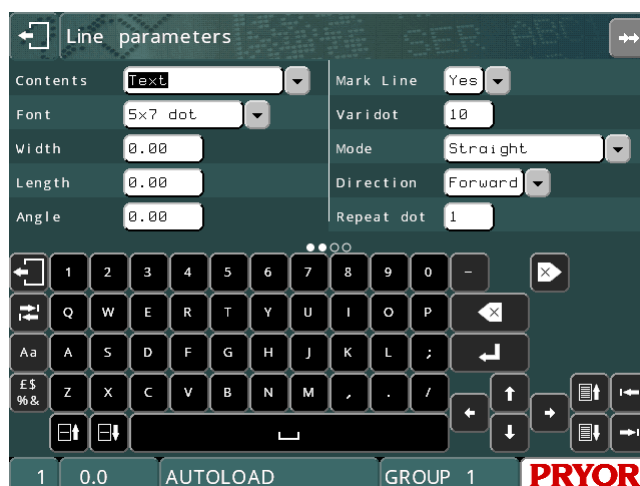 Line parameters
Contents Text Mark Line Yes
Font 5x7 dot Varidot 10
Width 0.00 Mode Straight
Length 0.00 Direction Forward
Angle 0.00 Repeat dot 1
1 2 3 4 5 6 7 8 9 0 -
Q W E R T Y U I O P
Aa A S D F G H J K L ;
£$ %& Z X C V B N M , . /
1 0.0 AUTOLOAD GROUP 1 PRYOR